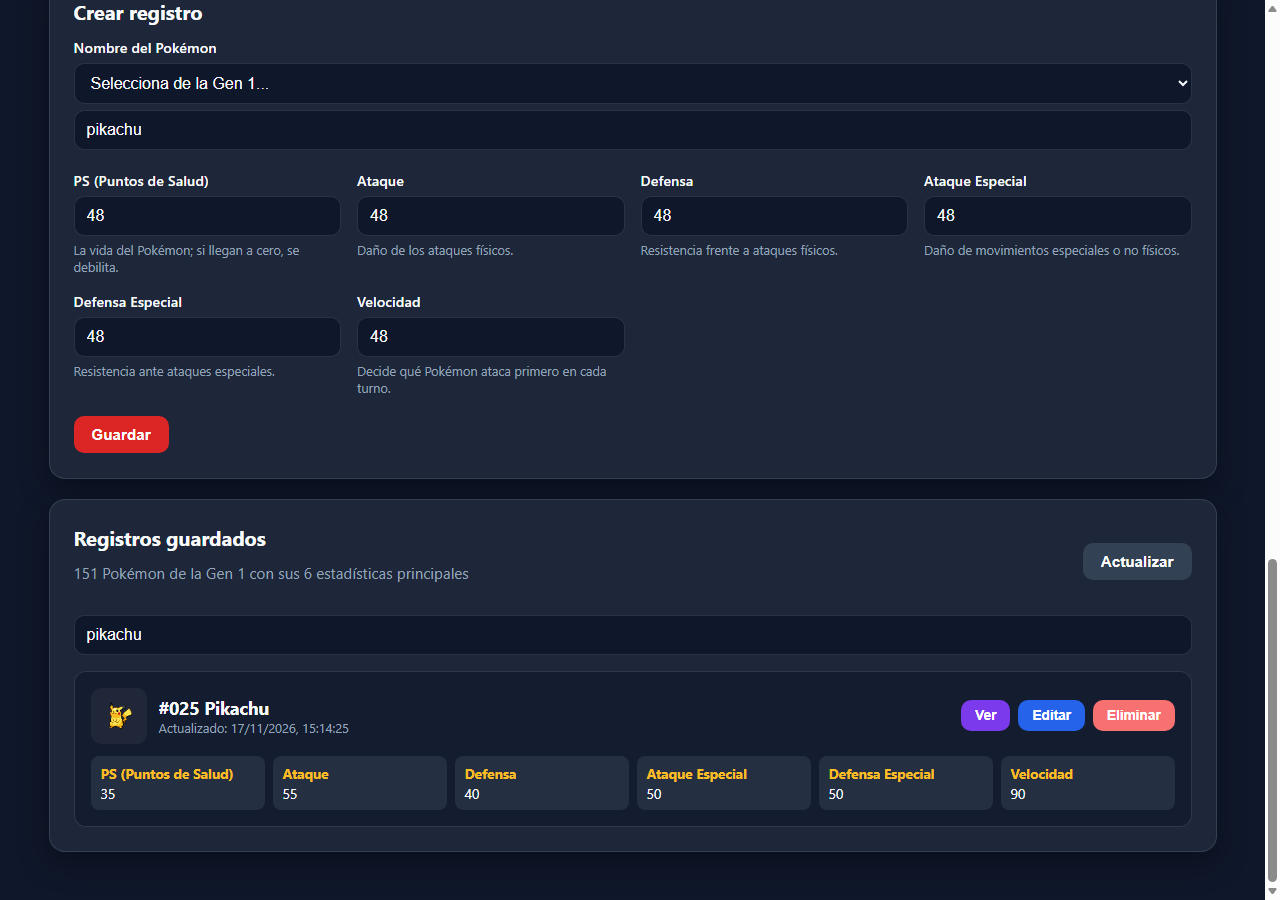 Crear registro
Nombre del Pokémon
Selecciona de la Gen 1...
pikachu
PS (Puntos de Salud)
48
La vida del Pokémon; si llegan a cero, se
debilita.
Ataque
48
Daño de los ataques físicos.
Defensa
48
Resistencia frente a ataques físicos.
Ataque Especial
48
Daño de movimientos especiales o no físicos.
Defensa Especial
48
Resistencia ante ataques especiales.
Velocidad
48
Decide qué Pokémon ataca primero en cada
turno.
Guardar
Registros guardados
151 Pokémon de la Gen 1 con sus 6 estadísticas principales
Actualizar
pikachu
#025 Pikachu
Actualizado: 17/11/2026, 15:14:25
Ver
Editar
Eliminar
PS (Puntos de Salud)
35
Ataque
55
Defensa
40
Ataque Especial
50
Defensa Especial
50
Velocidad
90